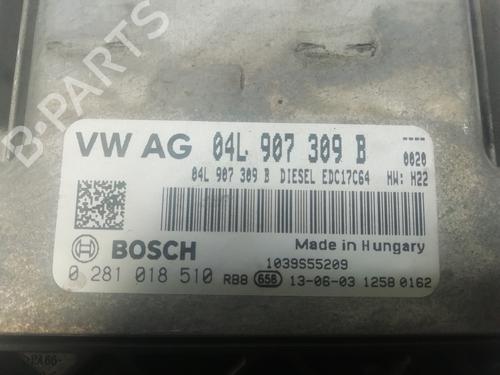 B-Parts
VW AG 04L 907 309 B
----
0020
04L 907 309 B DIESEL EDC17C64 HW: H22
BOSCH
Made in Hungary
1039S55209
0 281 018 510 RB8 656 13-06-03 1258 0162
>PA66-